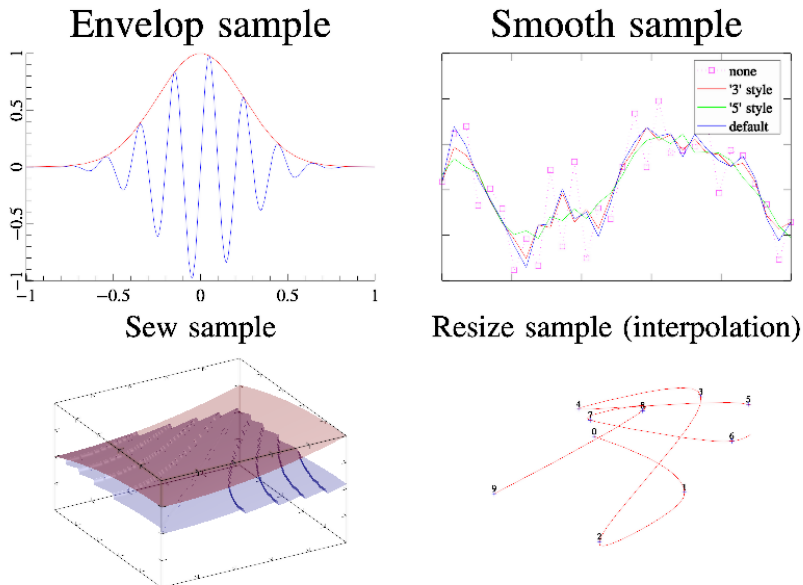 Envelop sample
Smooth sample
1
0.5
0
−0.5
−1
−1
−0.5
0
0.5
1
none
'3' style
'5' style
default
Sew sample
Resize sample (interpolation)
3
4
5
8
7
0
6
9
1
2